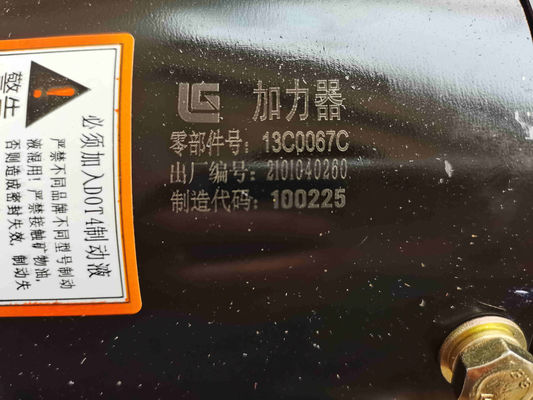 加力器
零部件号：13C0067C
出厂编号：2101040260
制造代码：100225
警告
必须加入DOT4制动液
严禁不同品牌不同型号制动
液混用！严禁接触矿物油，
否则造成密封失效，制动失